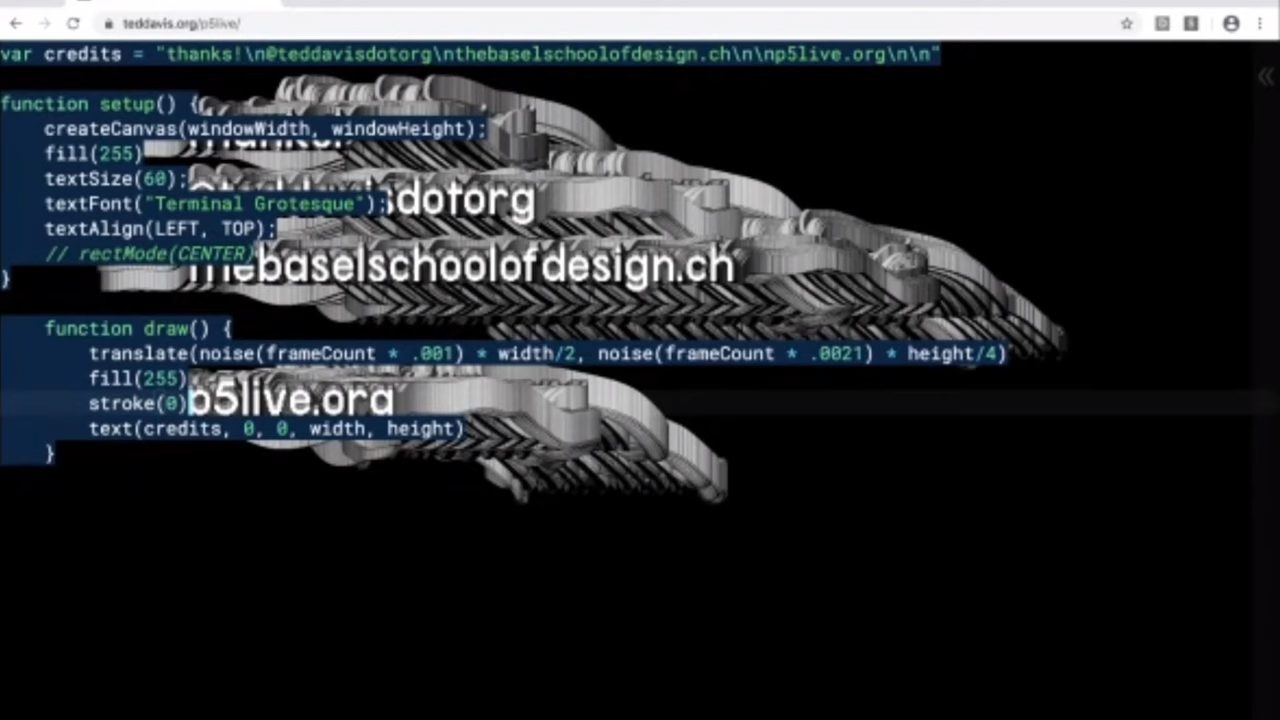 teddavis.org/p5live/
var credits = "thanks!\n@teddavisdotorg\nthebaselschoolofdesign.ch\n\np5live.org\n\n"
function setup() {
createCanvas(windowWidth, windowHeight);
fill(255)
textSize(60);
textFont("Terminal Grotesque");
textAlign(LEFT, TOP);
// rectMode(CENTER)
}
function draw() {
translate(noise(frameCount * .001) * width/2, noise(frameCount * .0021) * height/4)
fill(255)
stroke(0)
text(credits, 0, 0, width, height)
}
thanks!
@teddavisdotorg
thebaselschoolofdesign.ch
p5live.org